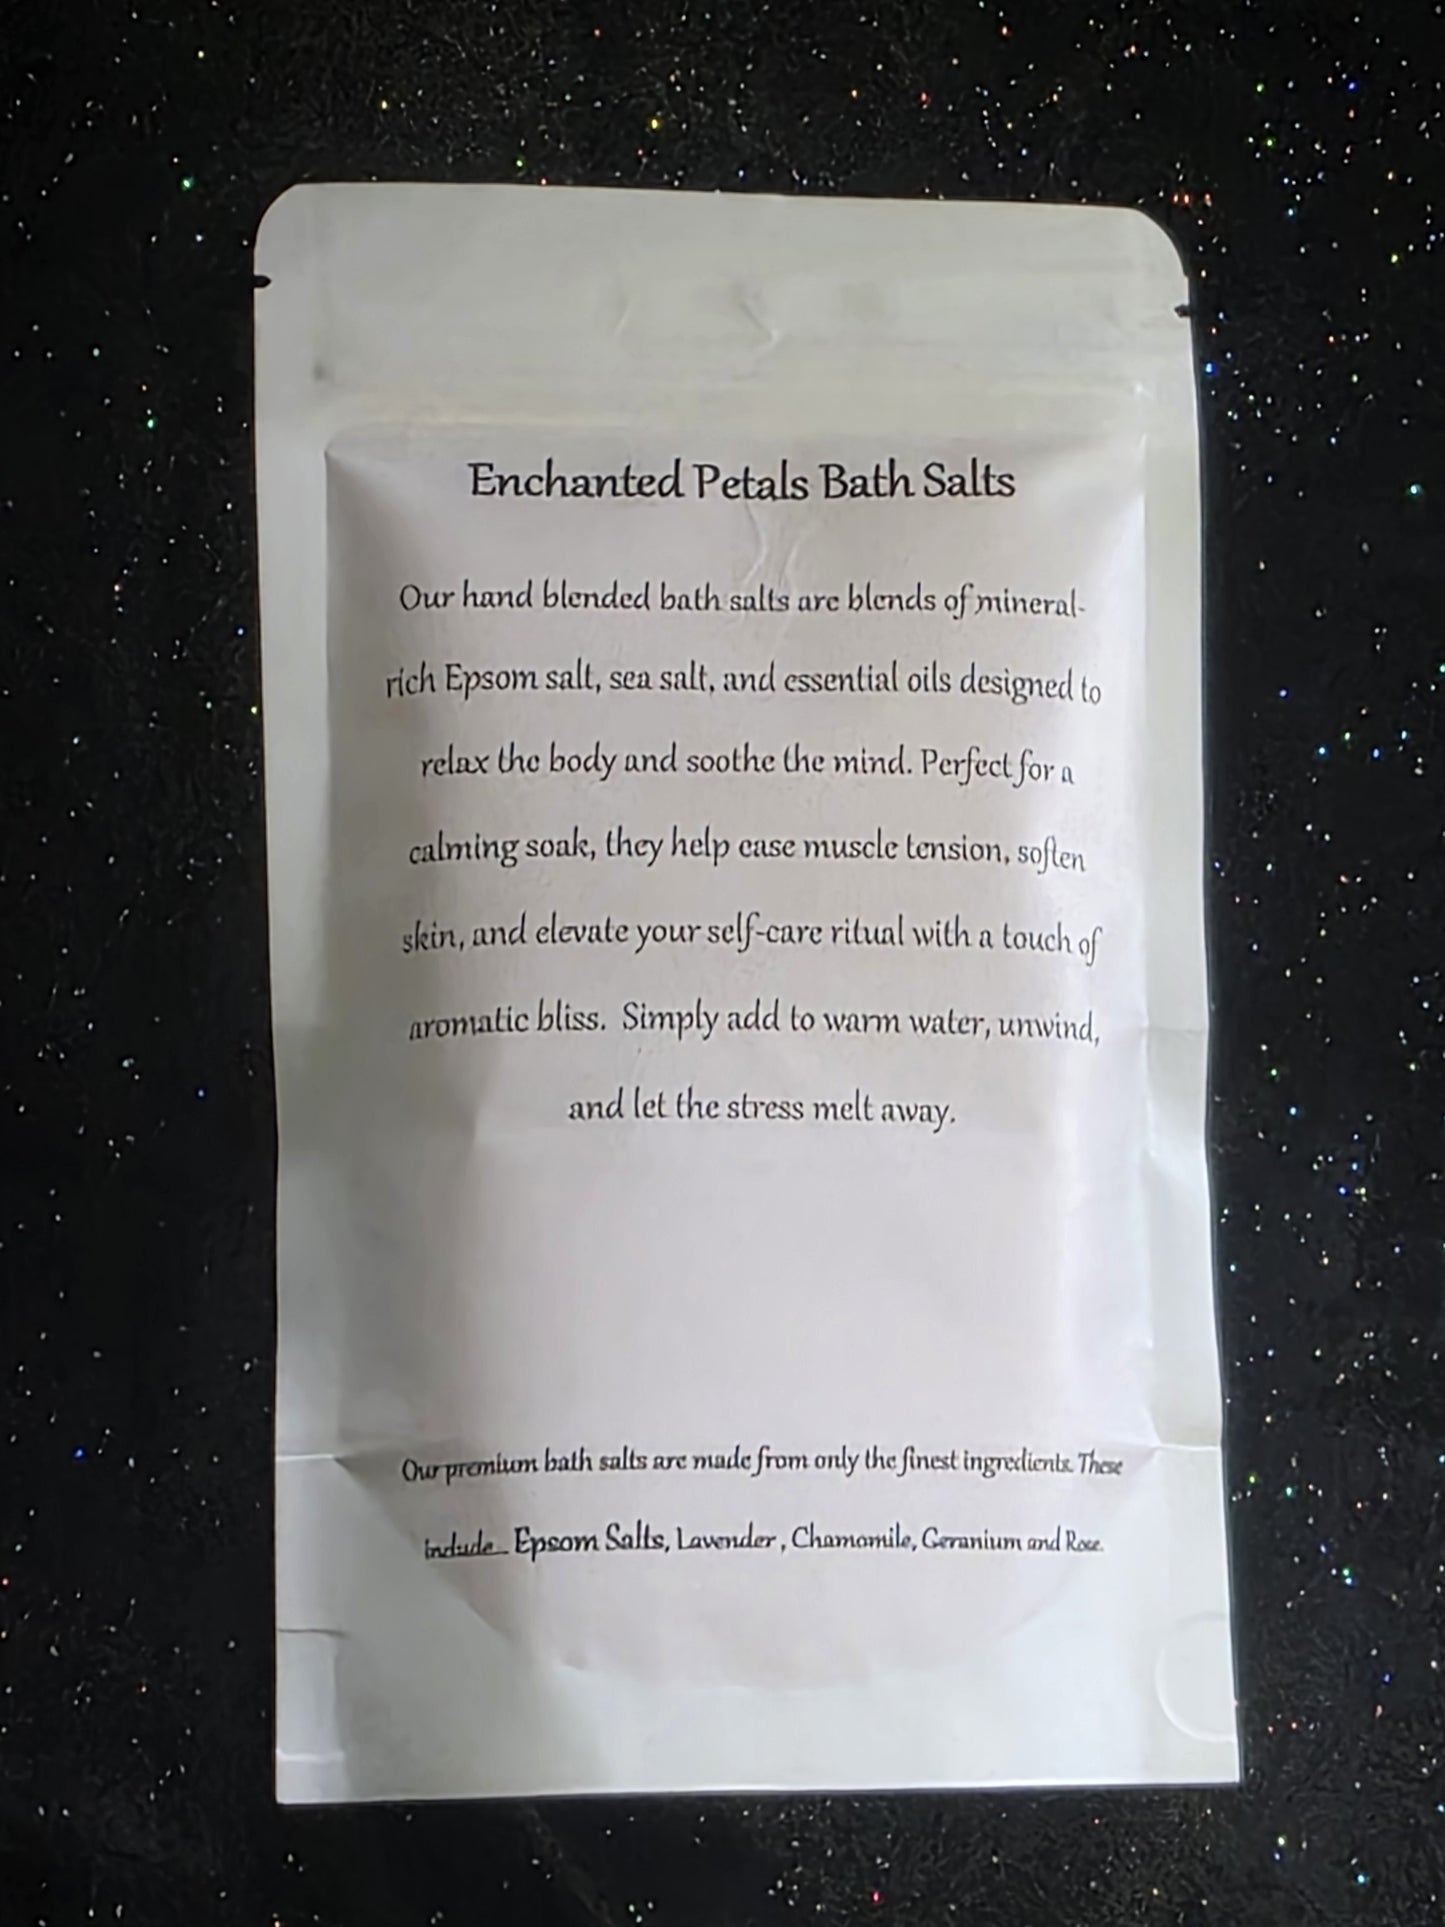 Enchanted Petals Bath Salts
Our hand blended bath salts are blends of mineral-
rich Epsom salt, sea salt, and essential oils designed to
relax the body and soothe the mind. Perfect for a
calming soak, they help ease muscle tension, soften
skin, and elevate your self-care ritual with a touch of
aromatic bliss. Simply add to warm water, unwind,
and let the stress melt away.
Our premium bath salts are made from only the finest ingredients. These
include Epsom Salts, Lavender, Chamomile, Geranium and Rose.